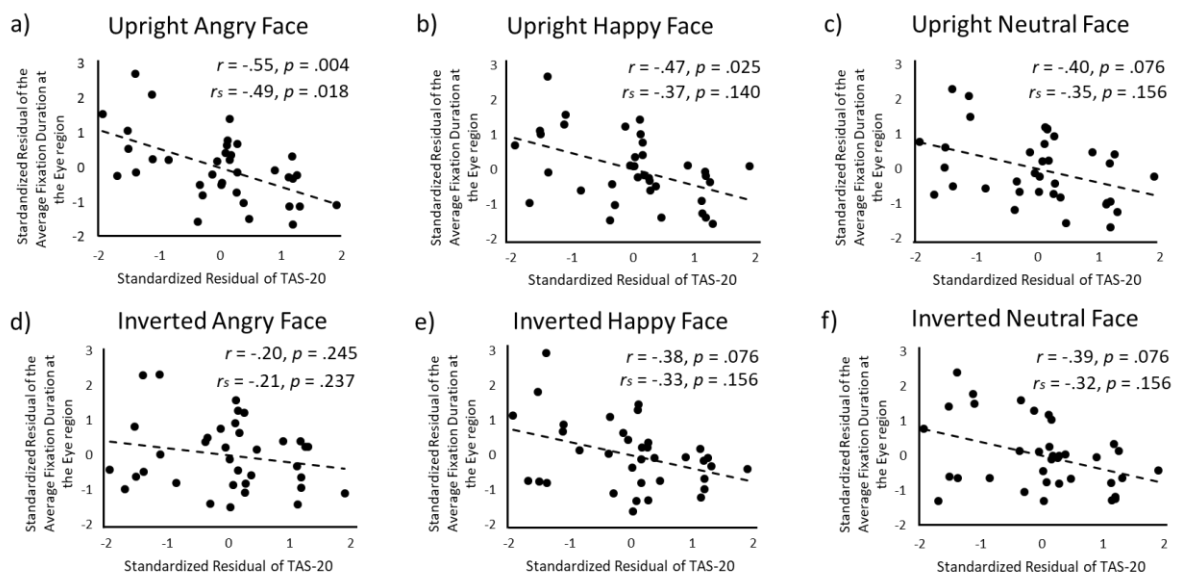 a)
Upright Angry Face
r = -.55, p = .004
rs = -.49, p = .018
Stardardized Residual of the
Average Fixation Duration at
the Eye region
3
2
1
0
-1
-2
-2 -1 0 1 2
Standardized Residual of TAS-20
b)
Upright Happy Face
r = -.47, p = .025
rs = -.37, p = .140
Standardized Residual of the
Average Fixation Duration at
the Eye region
3
2
1
0
-1
-2
-2 -1 0 1 2
Standardized Residual of TAS-20
c)
Upright Neutral Face
r = -.40, p = .076
rs = -.35, p = .156
Standardized Residual of the
Average Fixation Duration at
the Eye region
3
2
1
0
-1
-2
-2 -1 0 1 2
Standardized Residual of TAS-20
d)
Inverted Angry Face
r = -.20, p = .245
rs = -.21, p = .237
Standardized Residual of the
Average Fixation Duration at
the Eye region
3
2
1
0
-1
-2
-2 -1 0 1 2
Standardized Residual of TAS-20
e)
Inverted Happy Face
r = -.38, p = .076
rs = -.33, p = .156
Standardized Residual of the
Average Fixation Duration at
the Eye region
3
2
1
0
-1
-2
-2 -1 0 1 2
Standardized Residual of TAS-20
f)
Inverted Neutral Face
r = -.39, p = .076
rs = -.32, p = .156
Standardized Residual of the
Average Fixation Duration at
the Eye region
3
2
1
0
-1
-2
-2 -1 0 1 2
Standardized Residual of TAS-20